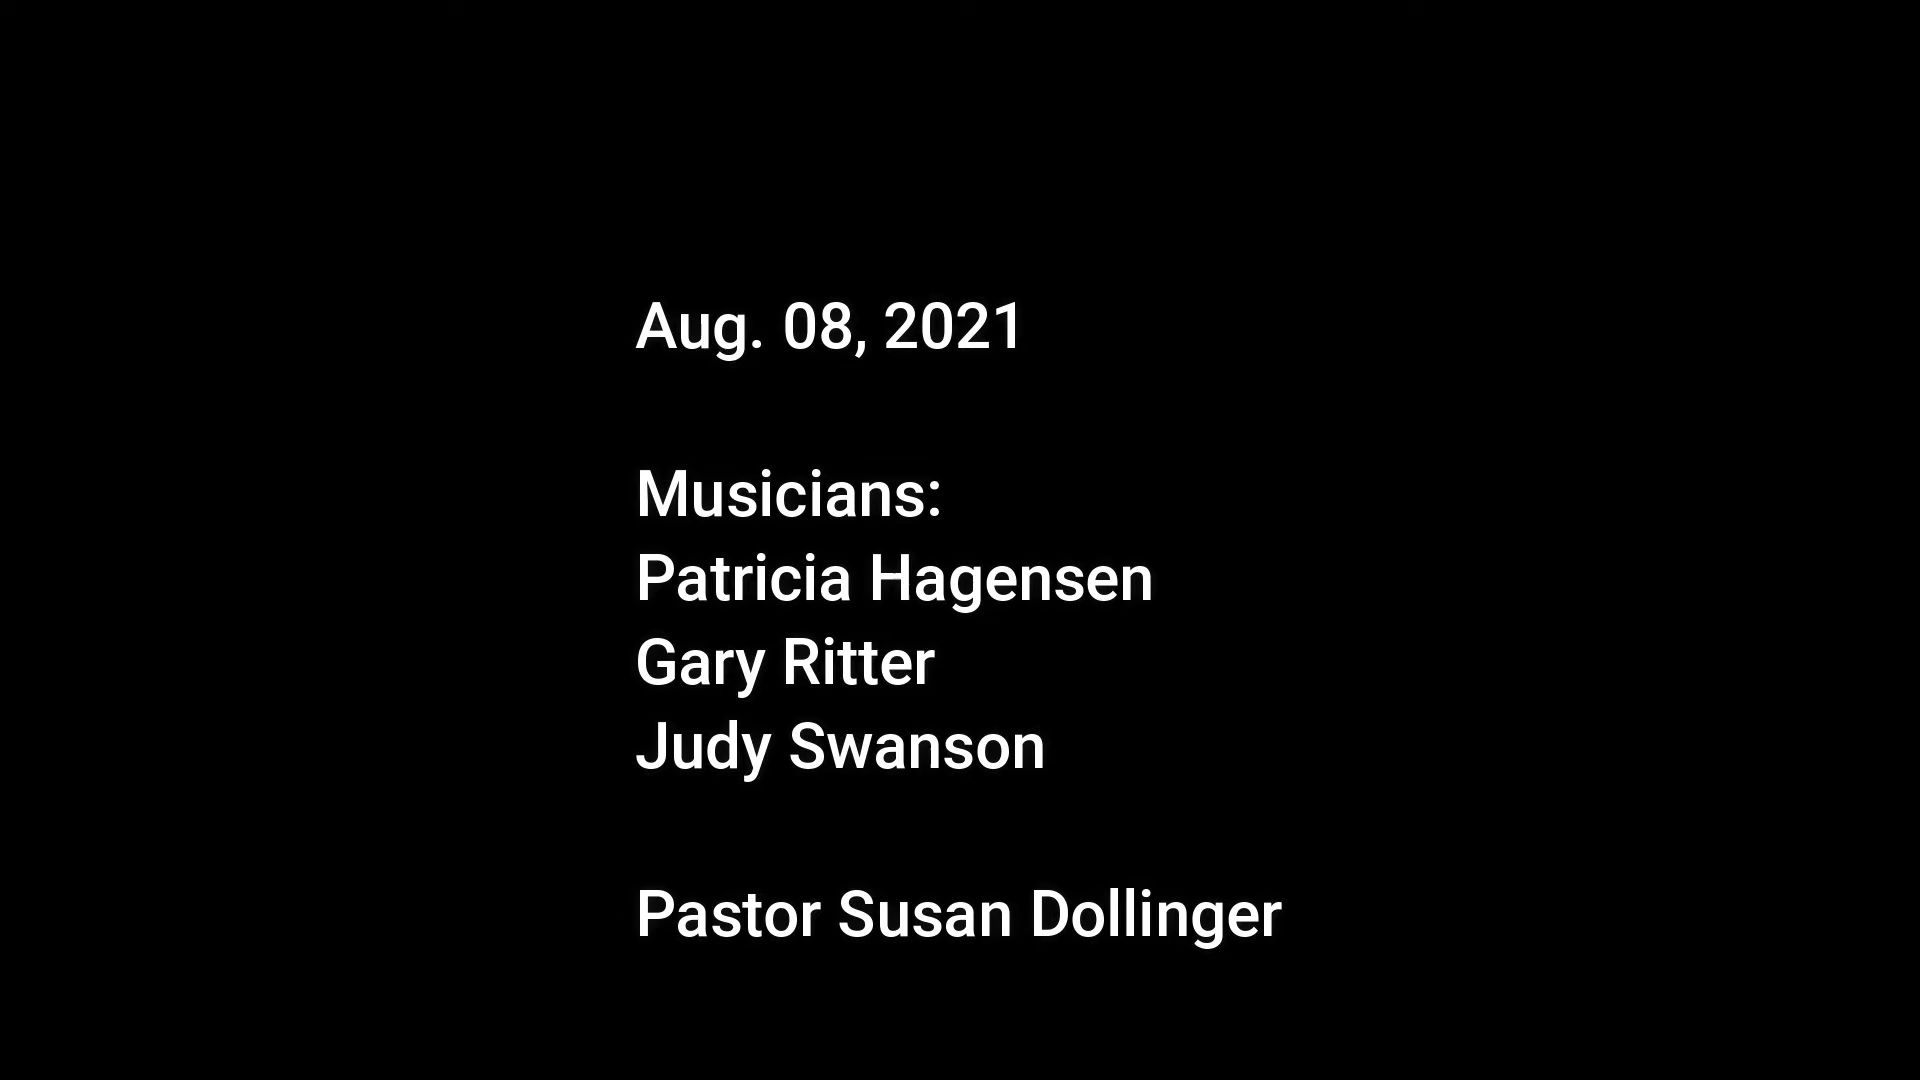 Aug. 08, 2021
Musicians:
Patricia Hagensen
Gary Ritter
Judy Swanson
Pastor Susan Dollinger